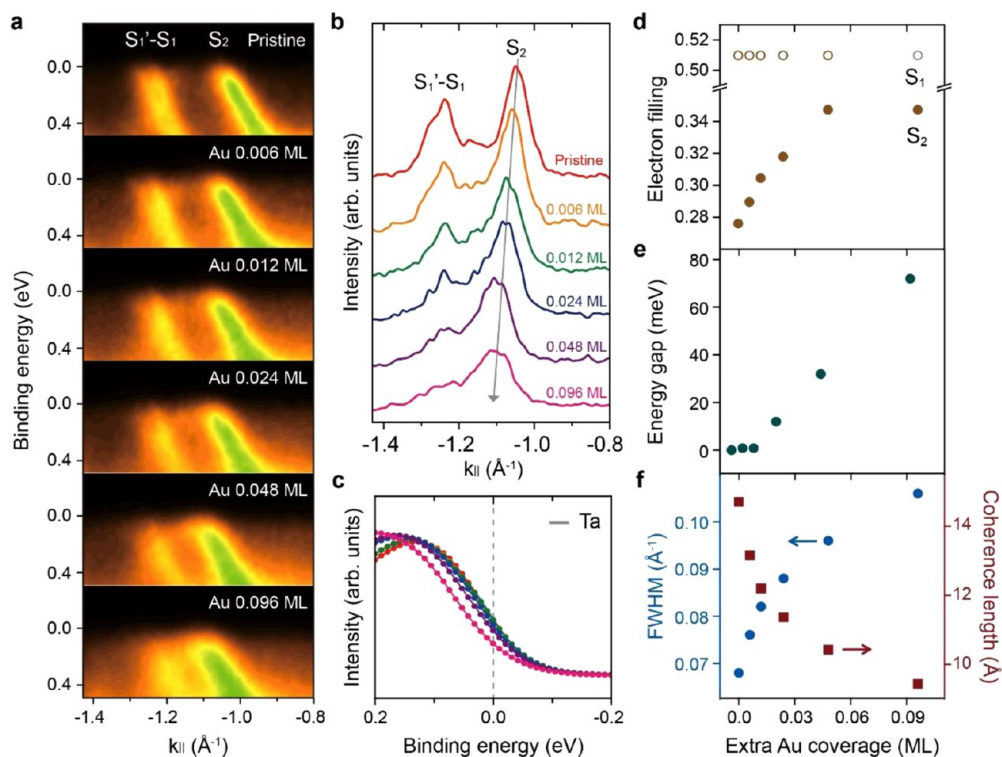 a
S₁'-S₁ S₂ Pristine
0.0
0.4
Au 0.006 ML
0.0
0.4
Au 0.012 ML
0.0
0.4
Au 0.024 ML
0.0
0.4
Au 0.048 ML
0.0
0.4
Au 0.096 ML
0.0
0.4
Binding energy (eV)
-1.4 -1.2 -1.0 -0.8
k|| (Å⁻¹)
b
S₂
S₁'-S₁
Pristine
0.006 ML
0.012 ML
0.024 ML
0.048 ML
0.096 ML
Intensity (arb. units)
-1.4 -1.2 -1.0 -0.8
k|| (Å⁻¹)
c
Ta
Intensity (arb. units)
0.2 0.0 -0.2
Binding energy (eV)
d
0.52
0.50
S₁
0.34
S₂
0.32
0.30
0.28
Electron filling
e
80
60
40
20
0
Energy gap (meV)
f
0.10
0.09
0.08
0.07
FWHM (Å⁻¹)
14
12
10
Coherence length (Å)
0.0 0.03 0.06 0.09
Extra Au coverage (ML)